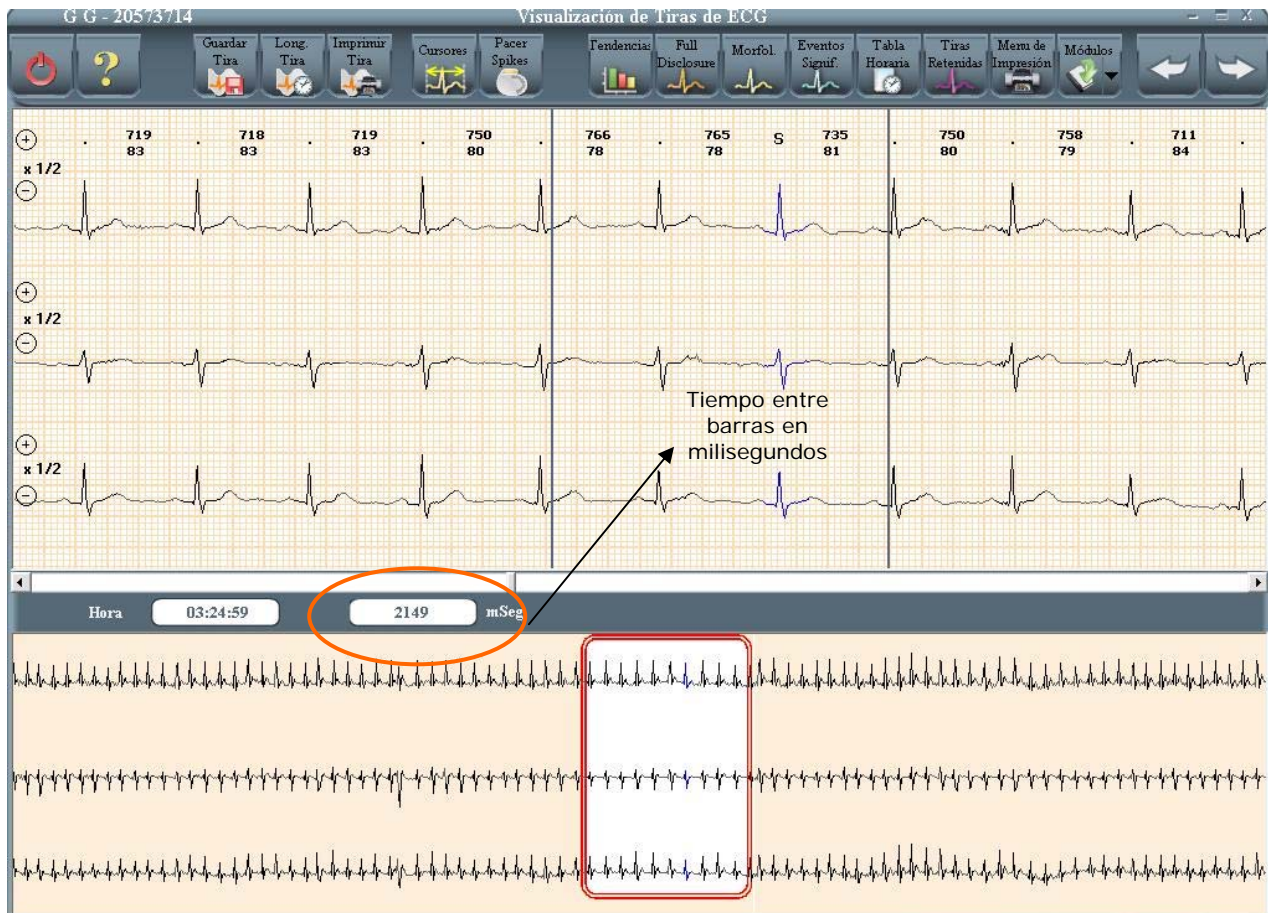 G G - 20573714 Visualización de Tiras de ECG
Guardar Tira
Long. Tira
Imprimir Tira
Cursores
Pacer Spikes
Tendencias
Full Disclosure
Morfol.
Eventos Signif.
Tabla Horaria
Tiras Retenidas
Menu de Impresión
Módulos
719 718 719 750 766 765 S 735 750 758 711
83 83 83 80 78 78 81 80 79 84
x 1/2
x 1/2
Tiempo entre
barras en
milisegundos
x 1/2
Hora 03:24:59 2149 mSeg